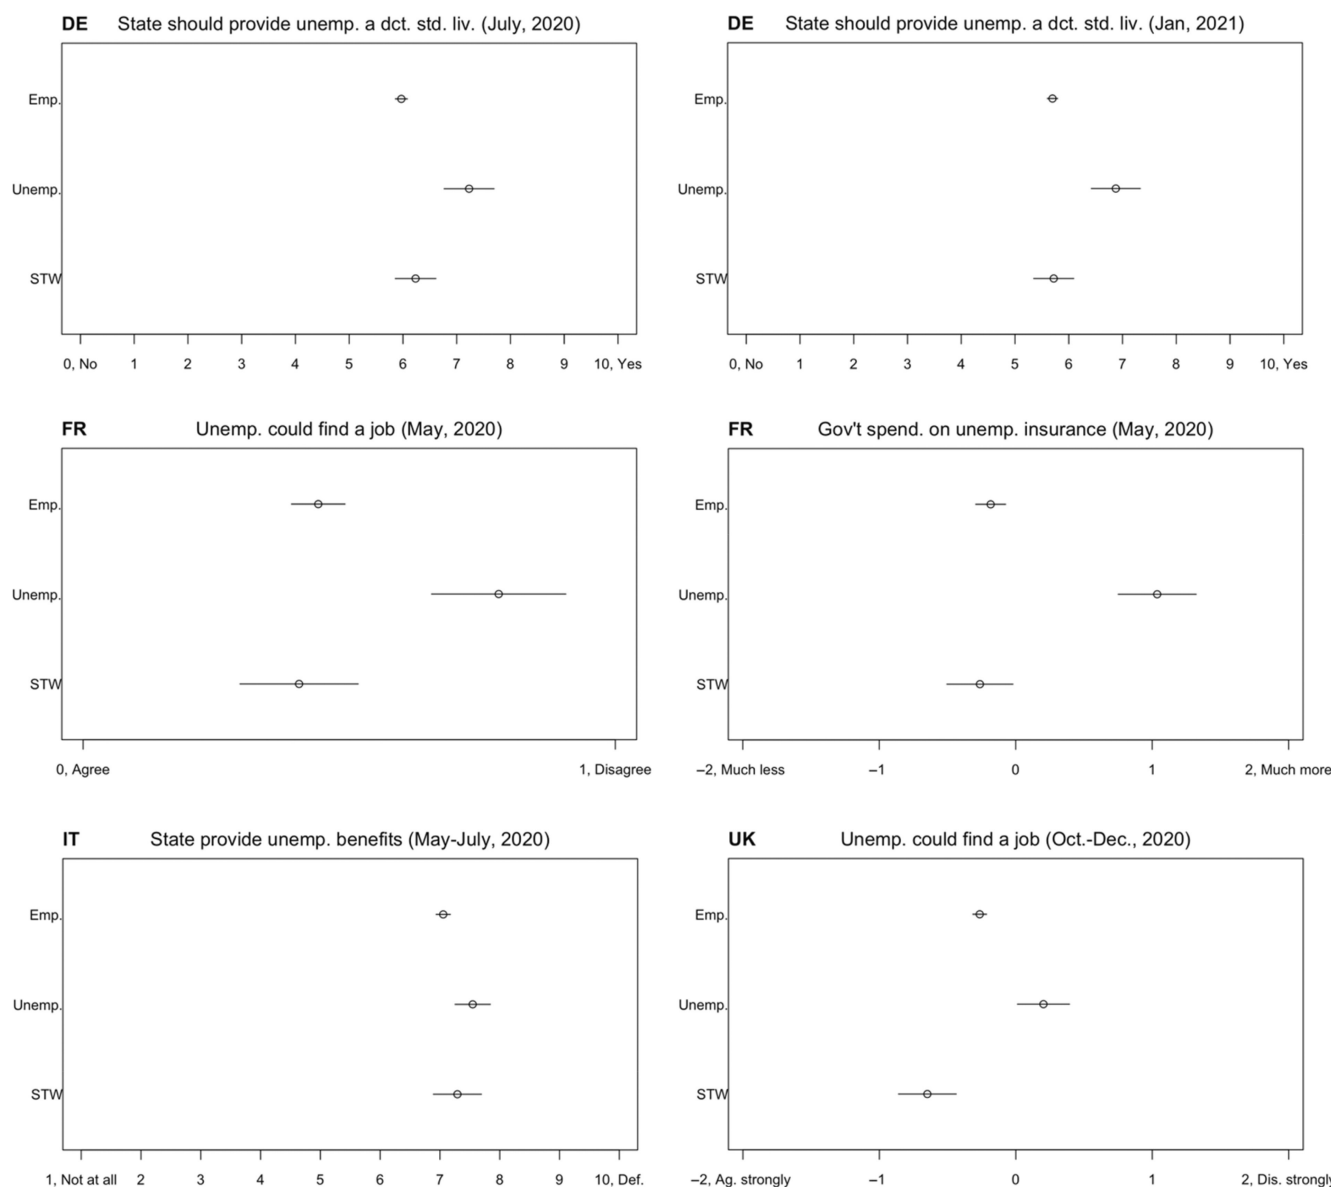 DE State should provide unemp. a dct. std. liv. (July, 2020)
Emp.
Unemp.
STW
0, No 1 2 3 4 5 6 7 8 9 10, Yes
DE State should provide unemp. a dct. std. liv. (Jan, 2021)
Emp.
Unemp.
STW
0, No 1 2 3 4 5 6 7 8 9 10, Yes
FR Unemp. could find a job (May, 2020)
Emp.
Unemp.
STW
0, Agree 1, Disagree
FR Gov't spend. on unemp. insurance (May, 2020)
Emp.
Unemp.
STW
−2, Much less −1 0 1 2, Much more
IT State provide unemp. benefits (May-July, 2020)
Emp.
Unemp.
STW
1, Not at all 2 3 4 5 6 7 8 9 10, Def.
UK Unemp. could find a job (Oct.-Dec., 2020)
Emp.
Unemp.
STW
−2, Ag. strongly −1 0 1 2, Dis. strongly